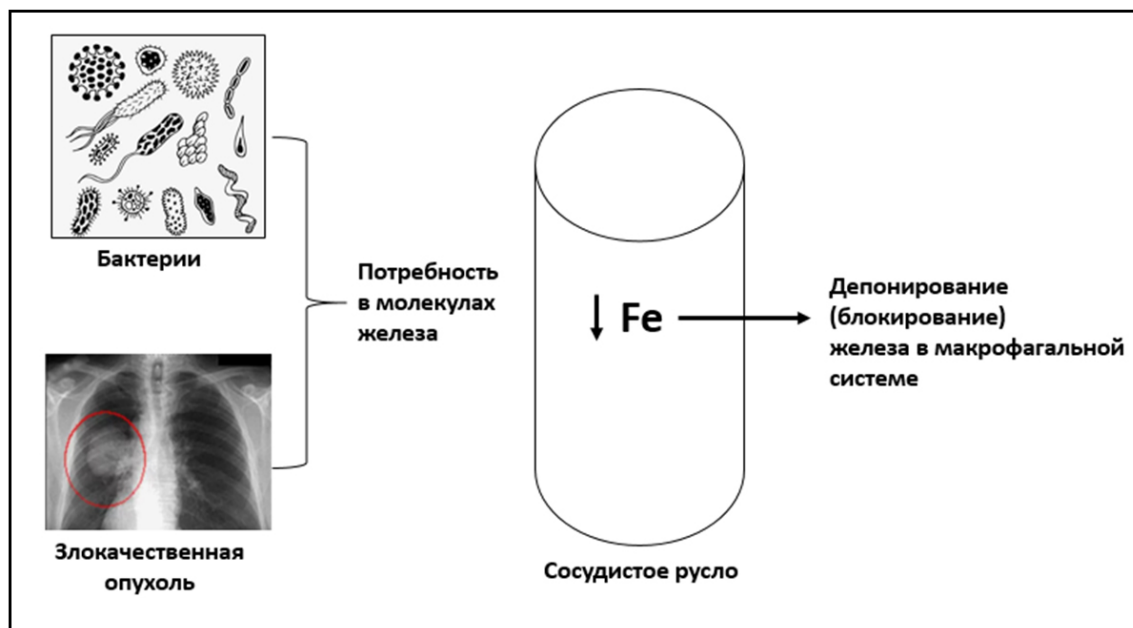 Бактерии
Потребность
в молекулах
железа
Злокачественная
опухоль
↓ Fe
Сосудистое русло
Депонирование
(блокирование)
железа в макрофагальной
системе